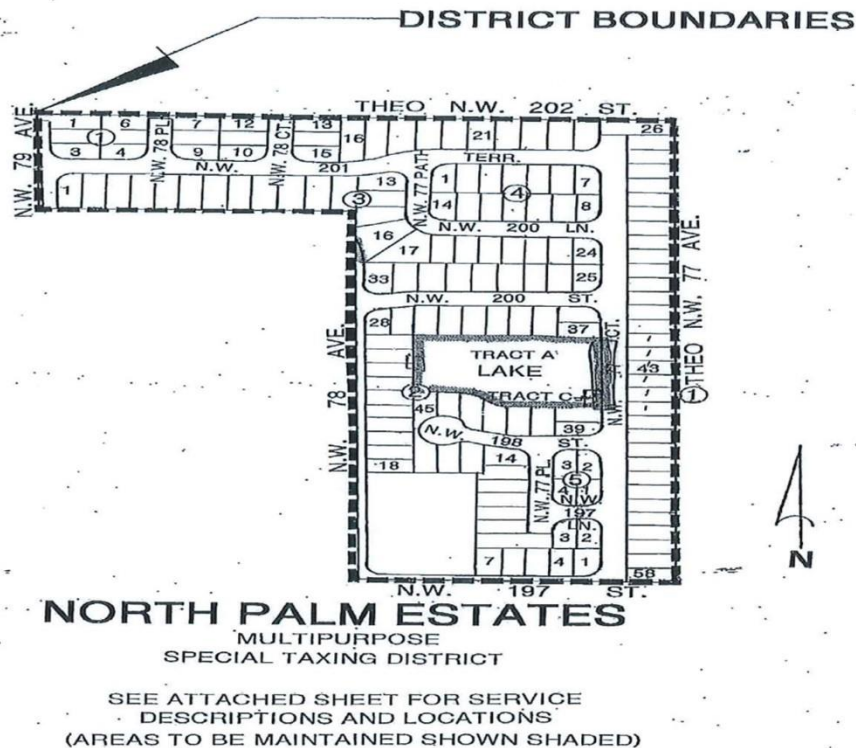 DISTRICT BOUNDARIES
THEO N.W. 202 ST.
N.W. 79 AVE.
1 6 7 12 13 16 21 26
1
3 4 9 10 15
N.W. 78 PL.
N.W. 78 CT.
N.W. 201 TERR.
1 13
3
N.W. 77 PATH
1 7
4
14 8
N.W. 200 LN.
16
17 24
33 25
N.W. 200 ST.
28 37
N.W. 78 AVE.
TRACT A'
LAKE
TRACT C
N.W. CT.
43
THEO N.W. 77 AVE.
1
45 39
N.W. 198 ST.
18 14
N.W. 77 PL.
3 2
5
4 1
N.W.
197
LN.
3 2
7 4 1
58
N.W. 197 ST.
N
NORTH PALM ESTATES
MULTIPURPOSE
SPECIAL TAXING DISTRICT
SEE ATTACHED SHEET FOR SERVICE
DESCRIPTIONS AND LOCATIONS
(AREAS TO BE MAINTAINED SHOWN SHADED)